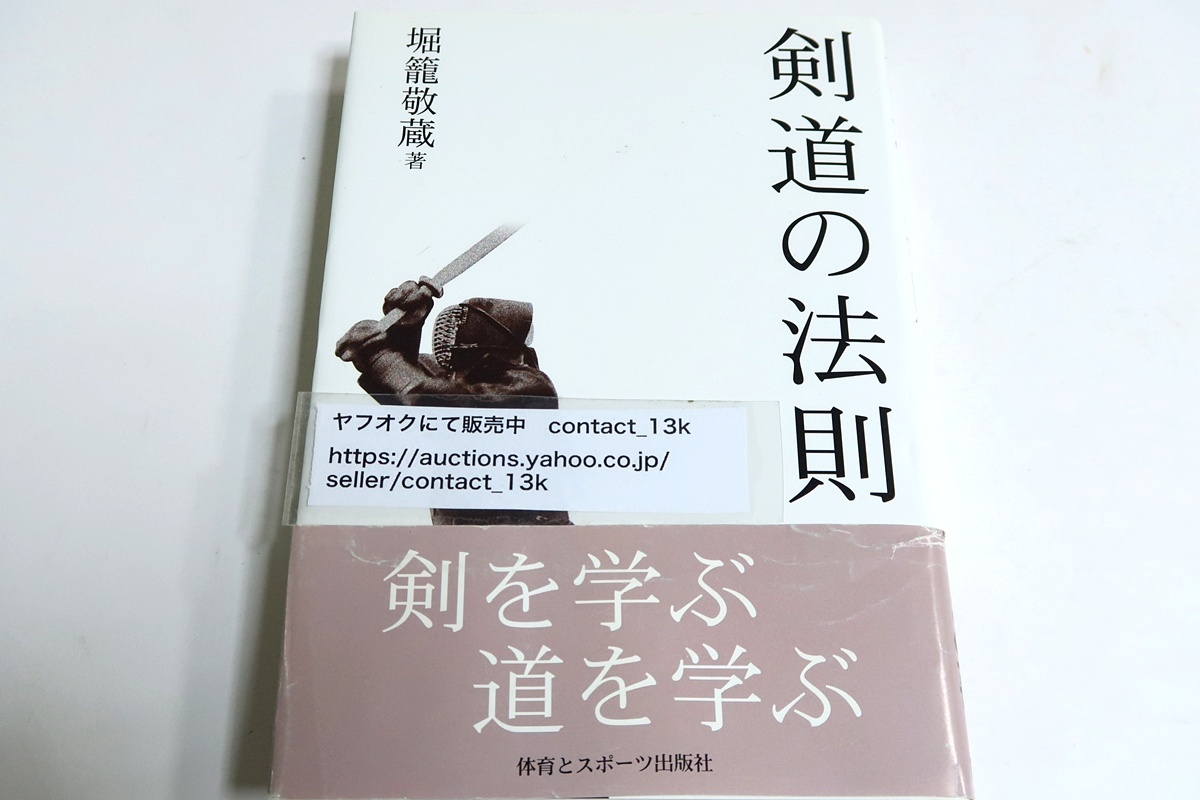 剣道の法則
堀籠敬蔵 著
ヤフオクにて販売中 contact_13k
https://auctions.yahoo.co.jp/
seller/contact_13k
剣を学ぶ
道を学ぶ
体育とスポーツ出版社